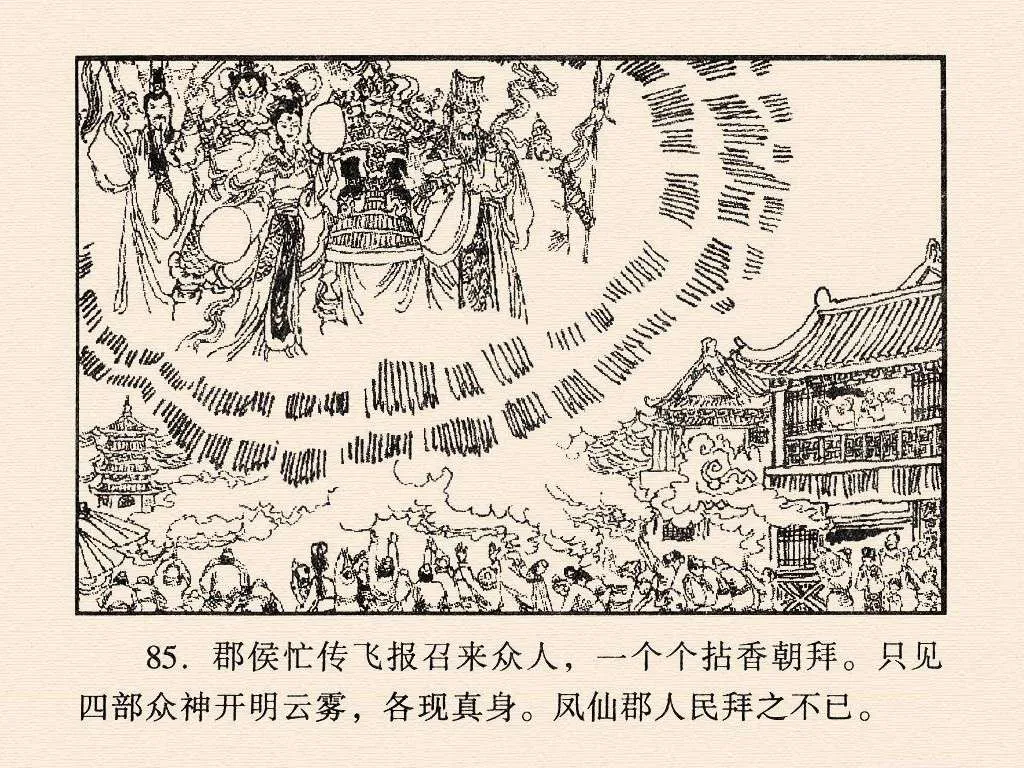 85. 郡侯忙传飞报召来众人，一个个拈香朝拜。只见
四部众神开明云雾，各现真身。凤仙郡人民拜之不已。